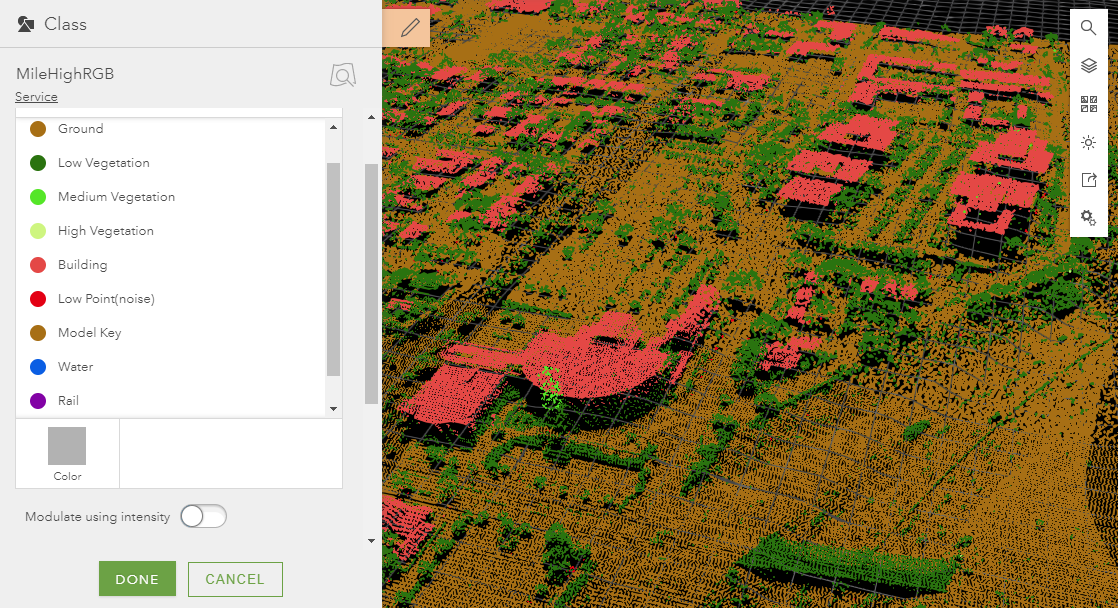 Class
MileHighRGB
Service
Ground
Low Vegetation
Medium Vegetation
High Vegetation
Building
Low Point(noise)
Model Key
Water
Rail
Color
Modulate using intensity
DONE
CANCEL